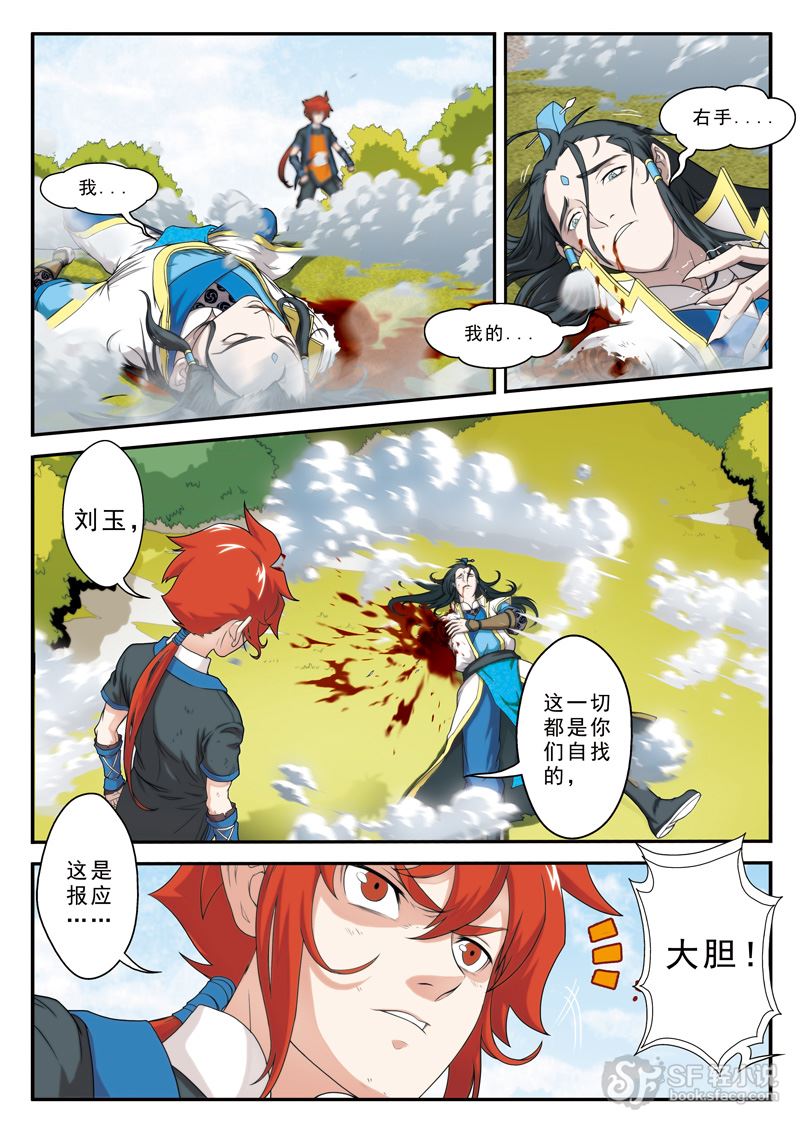 我...
我的...
右手....
刘玉，
这一切
都是你
们自找
的，
这是
报应
……
大胆！
SF轻小说
books.sfacg.com